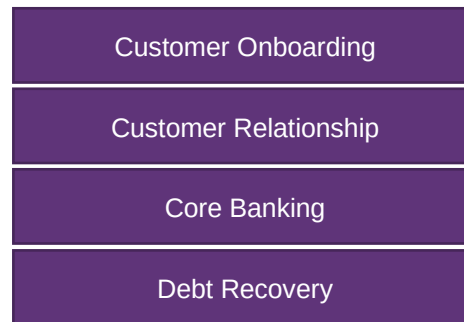 Customer Onboarding
Customer Relationship
Core Banking
Debt Recovery